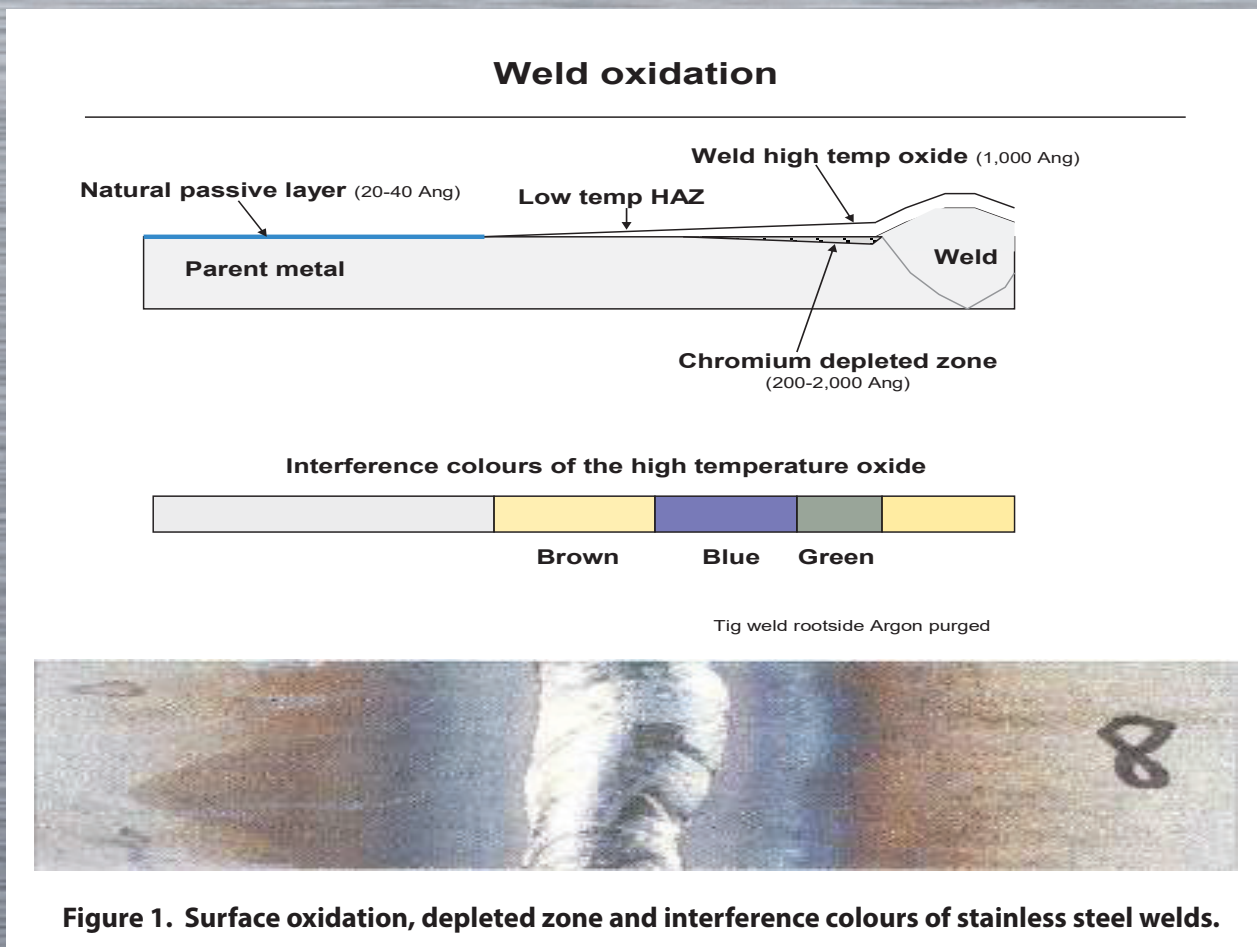 Weld oxidation
Weld high temp oxide (1,000 Ang)
Natural passive layer (20-40 Ang)
Low temp HAZ
Parent metal
Weld
Chromium depleted zone
(200-2,000 Ang)
Interference colours of the high temperature oxide
Brown
Blue
Green
Tig weld rootside Argon purged
8
Figure 1. Surface oxidation, depleted zone and interference colours of stainless steel welds.